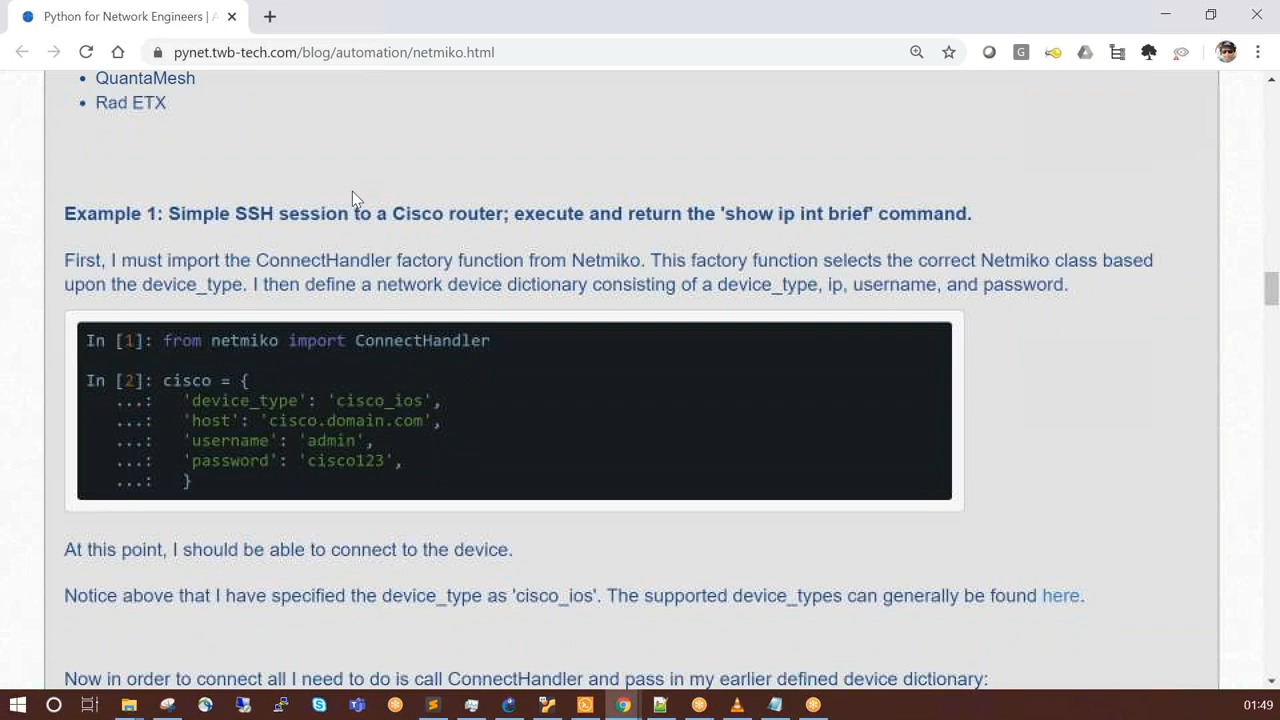 Python for Network Engineers | A
pynet.twb-tech.com/blog/automation/netmiko.html
G
• QuantaMesh
• Rad ETX
Example 1: Simple SSH session to a Cisco router; execute and return the 'show ip int brief' command.
First, I must import the ConnectHandler factory function from Netmiko. This factory function selects the correct Netmiko class based
upon the device_type. I then define a network device dictionary consisting of a device_type, ip, username, and password.
In [1]: from netmiko import ConnectHandler
In [2]: cisco = {
...: 'device_type': 'cisco_ios',
...: 'host': 'cisco.domain.com',
...: 'username': 'admin',
...: 'password': 'cisco123',
...: }
At this point, I should be able to connect to the device.
Notice above that I have specified the device_type as 'cisco_ios'. The supported device_types can generally be found here.
Now in order to connect all I need to do is call ConnectHandler and pass in my earlier defined device dictionary:
01:49